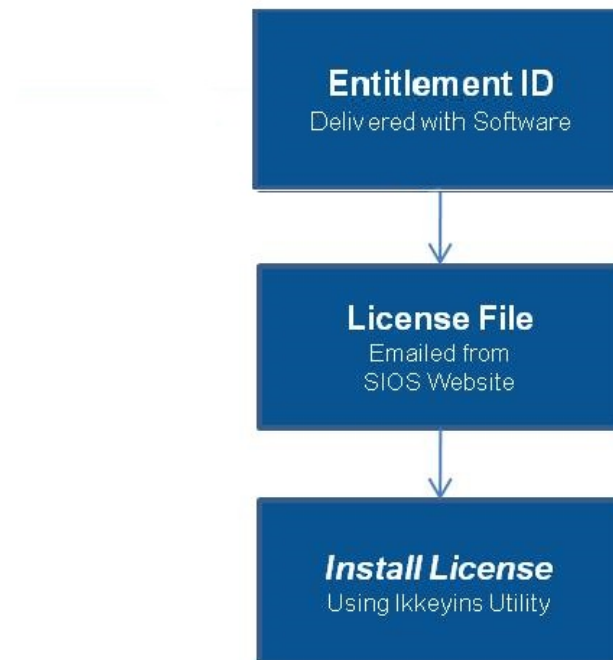 Entitlement ID
Delivered with Software
License File
Emailed from
SIOS Website
Install License
Using lkkeyins Utility